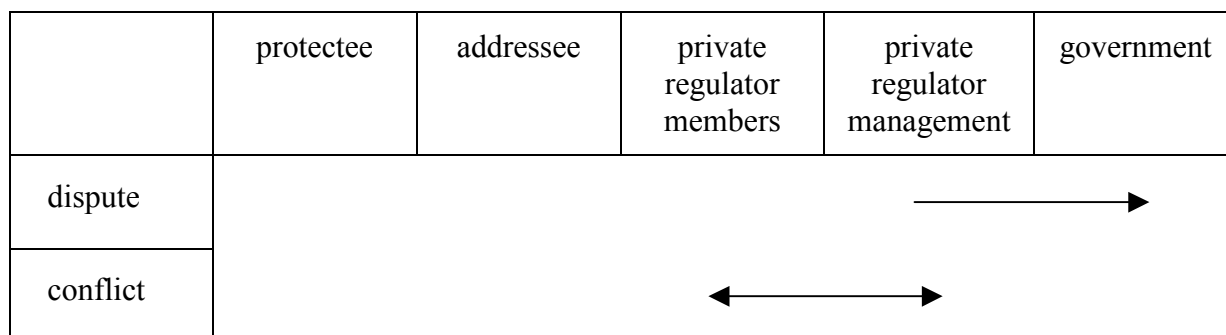 protectee
addressee
private
regulator
members
private
regulator
management
government
dispute
conflict